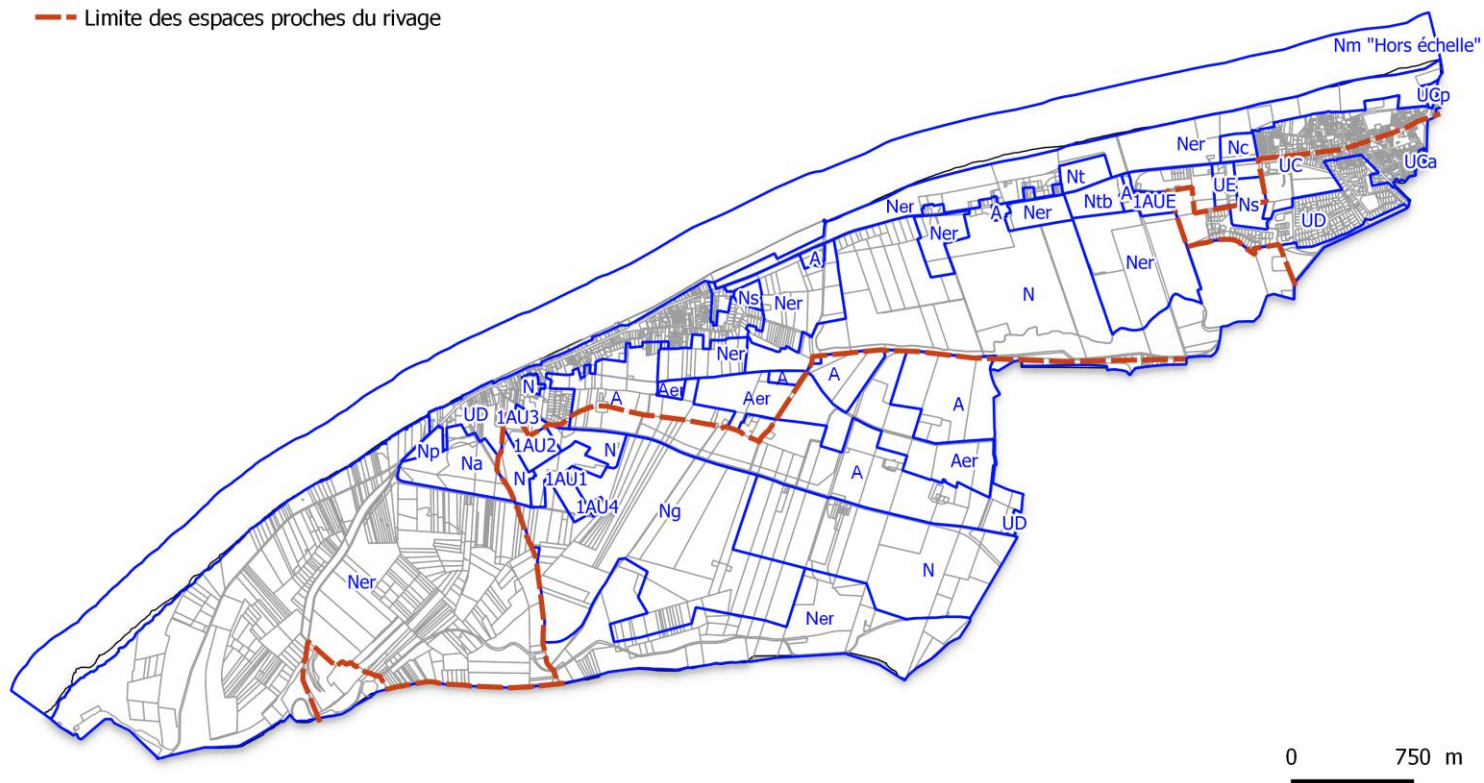 Limite des espaces proches du rivage
Nm "Hors échelle"
UCp
Ner
Nc
UC
UCa
Nt
UE
Ner
A
Ner
Ntb
A
1AUE
Ns
UD
Ner
A
Ner
N
Ns
Ner
Ner
N
A
Aer
A
Aer
A
A
UD
1AU3
1AU2
N
Np
Na
N
1AU1
1AU4
Ng
A
Aer
UD
Ner
N
Ner
0 750 m